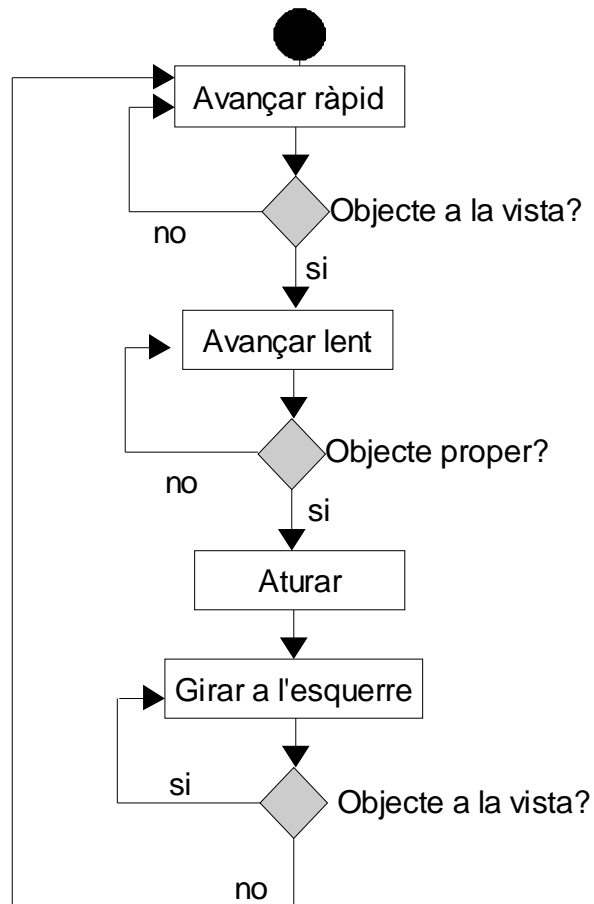 Avançar ràpid
Objecte a la vista?
no
si
Avançar lent
Objecte proper?
no
si
Aturar
Girar a l'esquerre
si
Objecte a la vista?
no